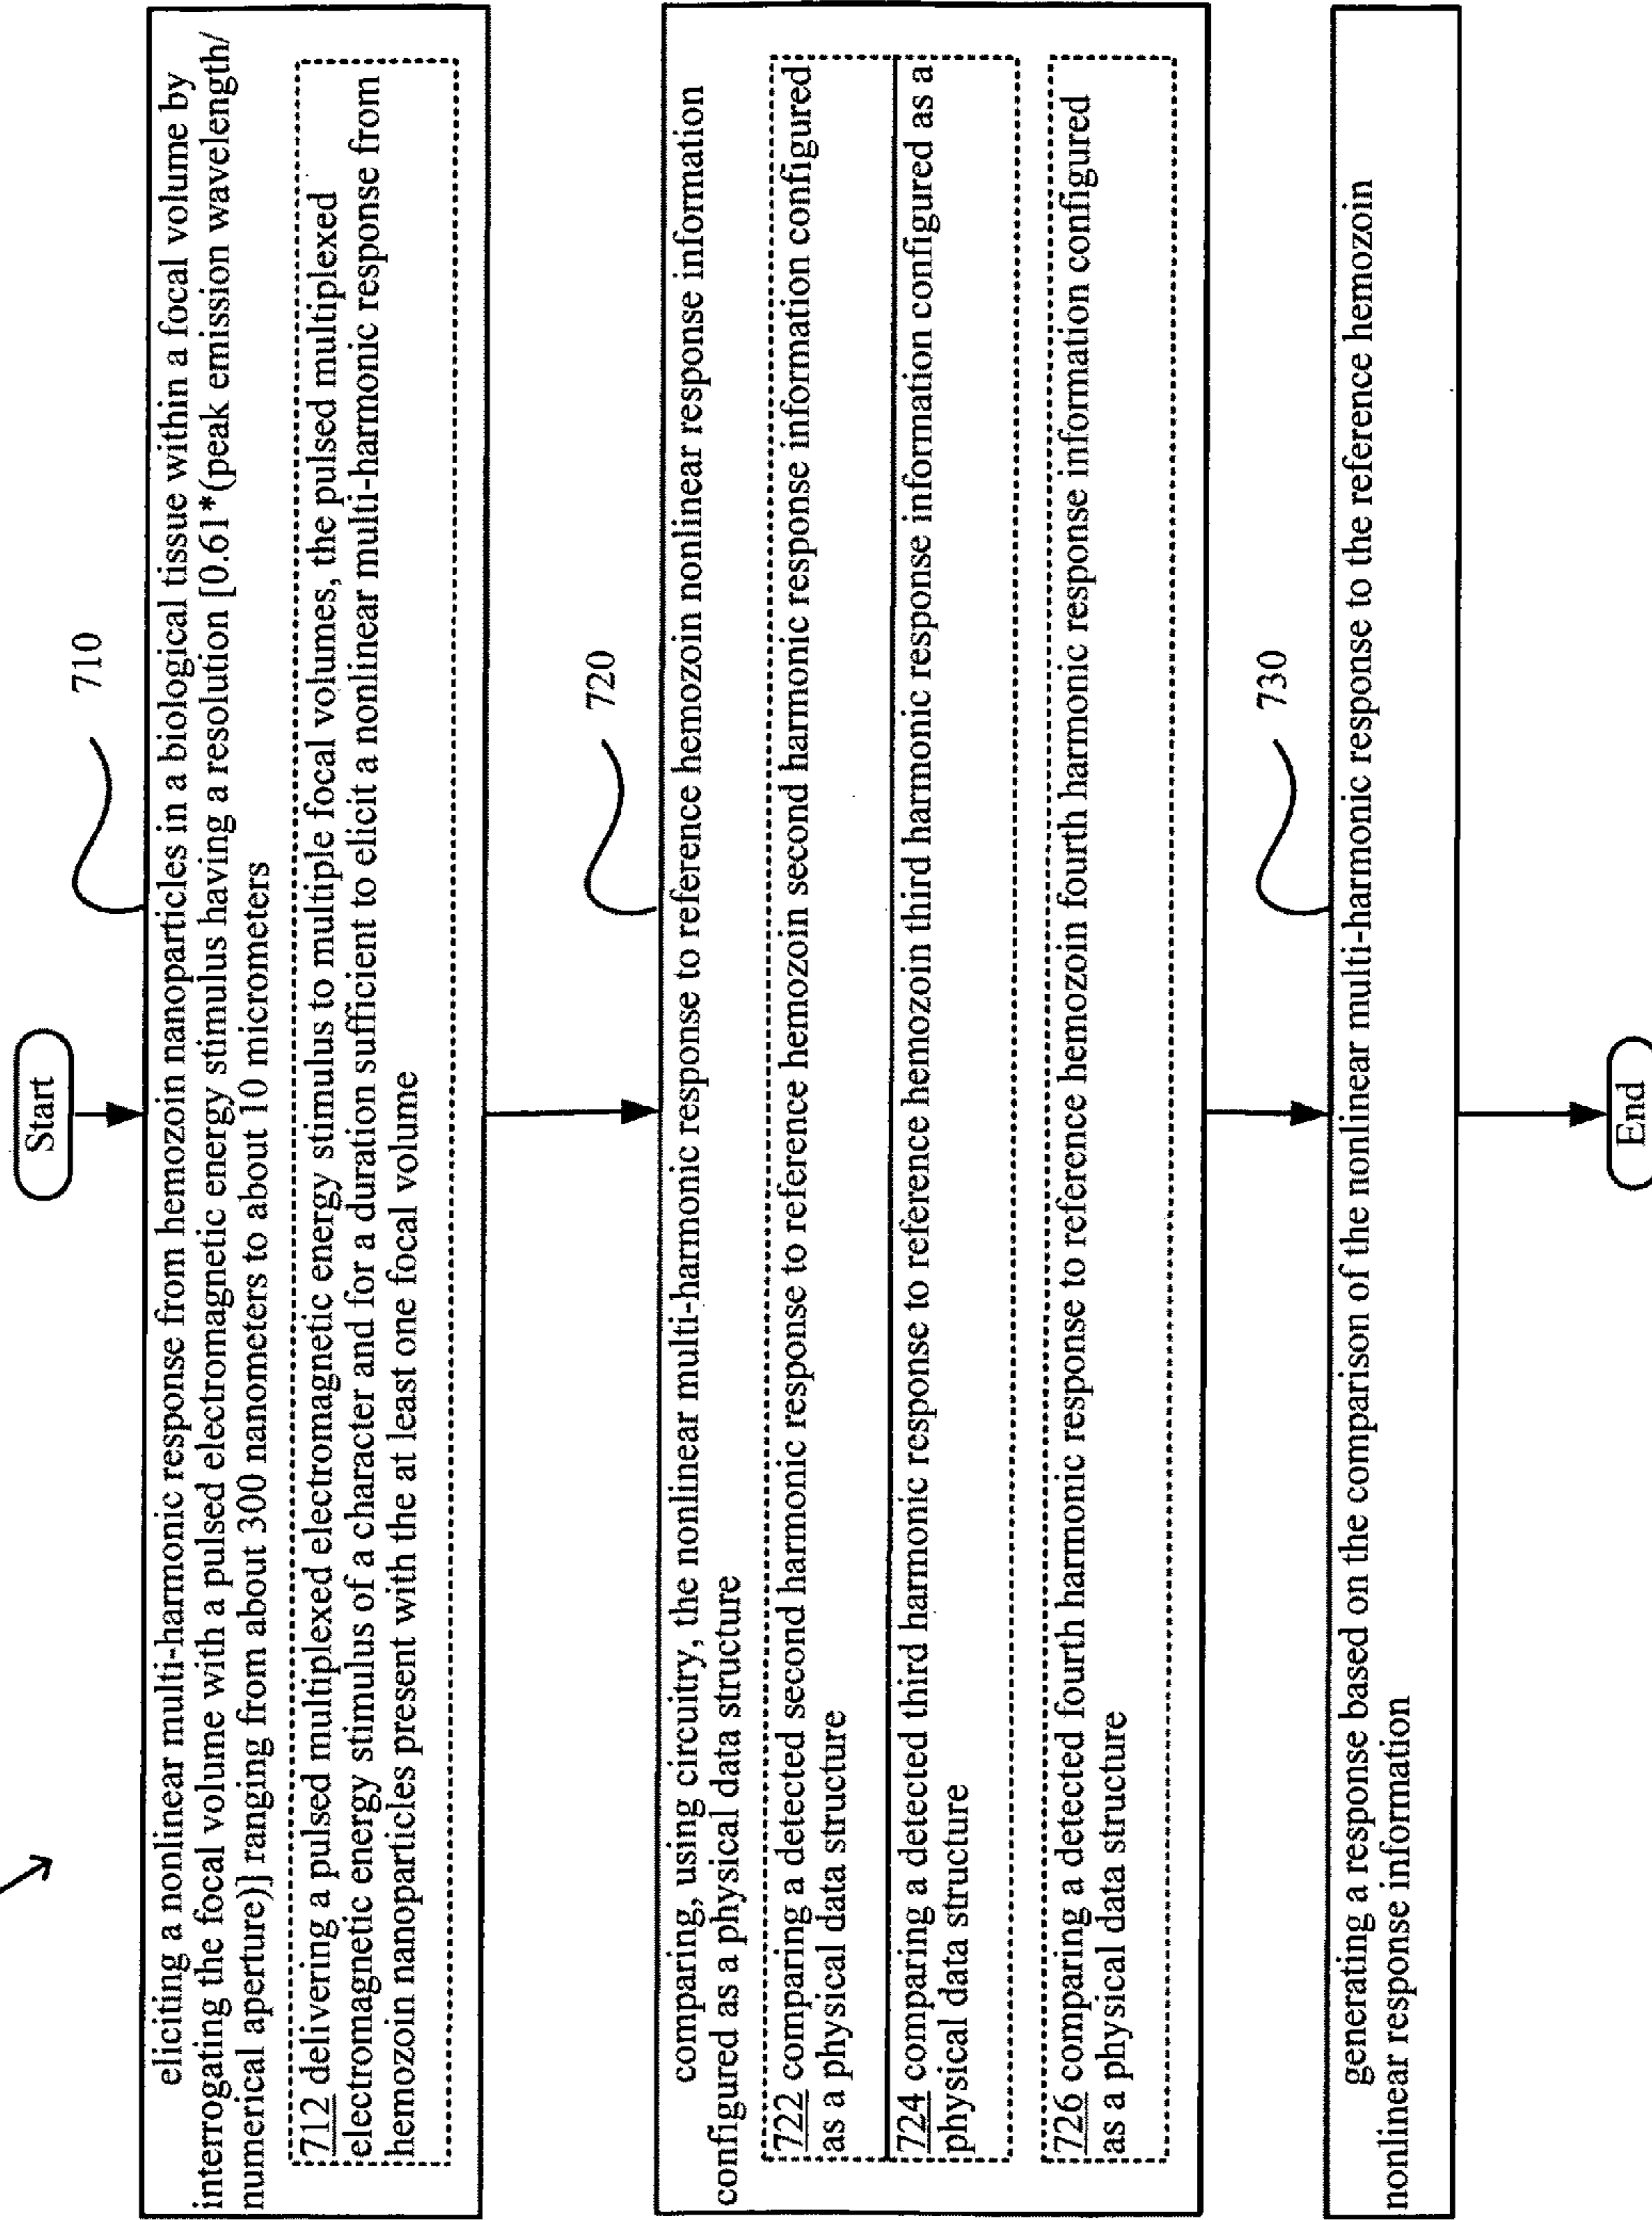 Start
710
eliciting a nonlinear multi-harmonic response from hemozoin nanoparticles in a biological tissue within a focal volume by
interrogating the focal volume with a pulsed electromagnetic energy stimulus having a resolution [0.61*(peak emission wavelength/
numerical aperture)] ranging from about 300 nanometers to about 10 micrometers
712 delivering a pulsed multiplexed electromagnetic energy stimulus to multiple focal volumes, the pulsed multiplexed
electromagnetic energy stimulus of a character and for a duration sufficient to elicit a nonlinear multi-harmonic response from
hemozoin nanoparticles present with the at least one focal volume
720
comparing, using circuitry, the nonlinear multi-harmonic response to reference hemozoin nonlinear response information
configured as a physical data structure
722 comparing a detected second harmonic response to reference hemozoin second harmonic response information configured
as a physical data structure
724 comparing a detected third harmonic response to reference hemozoin third harmonic response information configured as a
physical data structure
726 comparing a detected fourth harmonic response to reference hemozoin fourth harmonic response information configured
as a physical data structure
730
generating a response based on the comparison of the nonlinear multi-harmonic response to the reference hemozoin
nonlinear response information
End